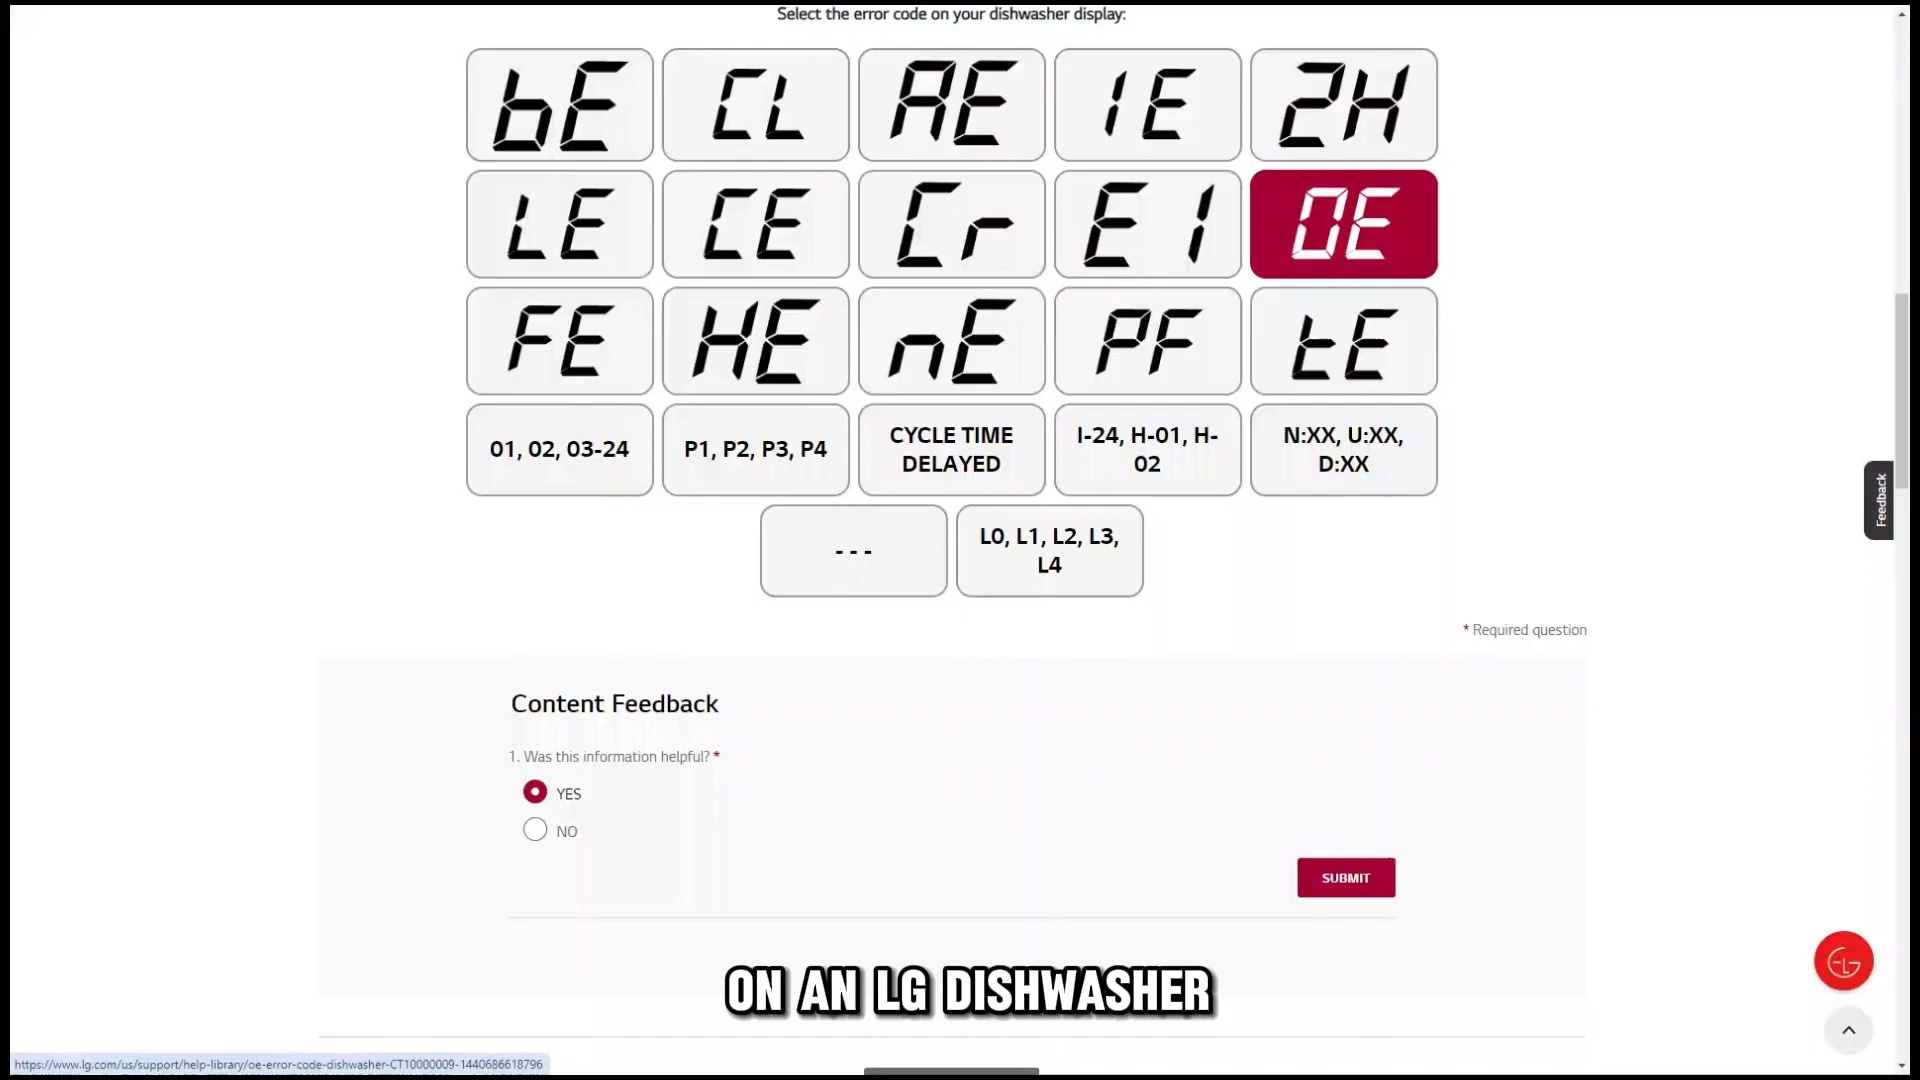 Select the error code on your dishwasher display:
bE CL AE 1E 2H
LE CE Cr E1 0E
FE HE nE PF tE
01, 02, 03-24
P1, P2, P3, P4
CYCLE TIME
DELAYED
I-24, H-01, H-
02
N:XX, U:XX,
D:XX
- - -
L0, L1, L2, L3,
L4
* Required question
Feedback
Content Feedback
1. Was this information helpful? *
YES
NO
SUBMIT
ON AN LG DISHWASHER
https://www.lg.com/us/support/help-library/oe-error-code-dishwasher-CT10000009-1440686618796